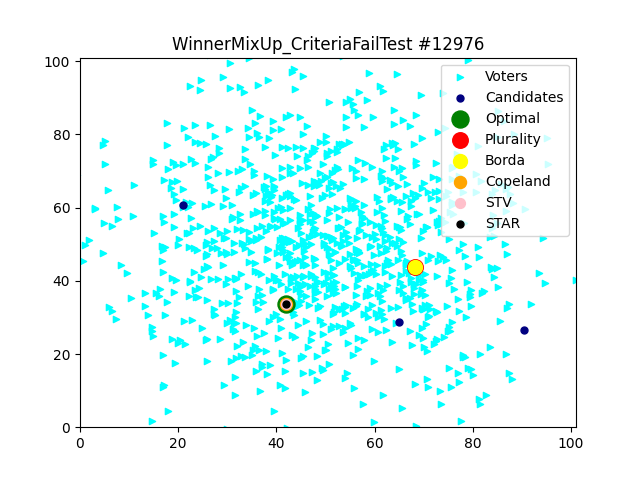 WinnerMixUp_CriteriaFailTest #12976
100
80
60
40
20
0
0
20
40
60
80
100
Voters
Candidates
Optimal
Plurality
Borda
Copeland
STV
STAR